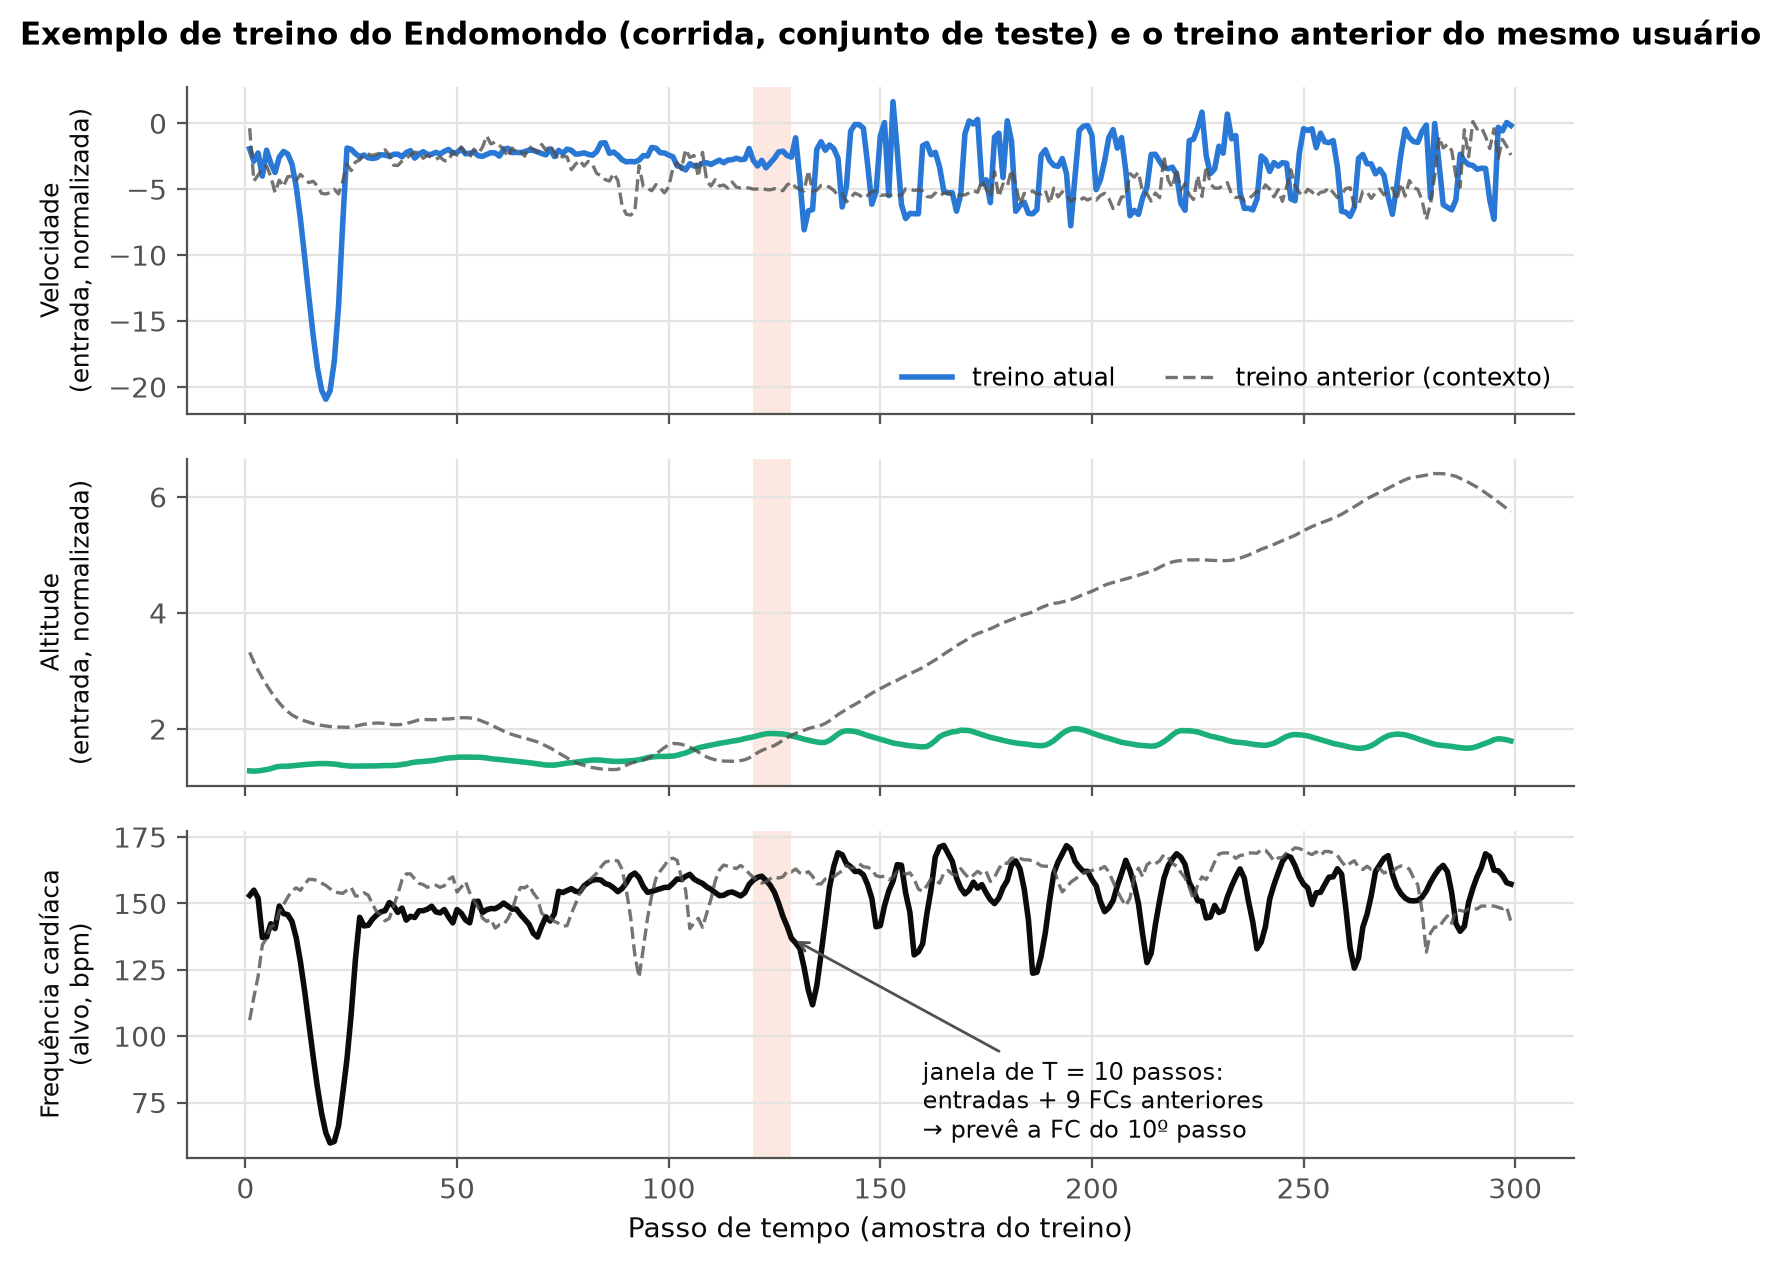 Exemplo de treino do Endomondo (corrida, conjunto de teste) e o treino anterior do mesmo usuário
Velocidade
(entrada, normalizada)
0
−5
−10
−15
−20
treino atual
treino anterior (contexto)
Altitude
(entrada, normalizada)
6
4
2
Frequência cardíaca
(alvo, bpm)
175
150
125
100
75
janela de T = 10 passos:
entradas + 9 FCs anteriores
→ prevê a FC do 10º passo
0
50
100
150
200
250
300
Passo de tempo (amostra do treino)